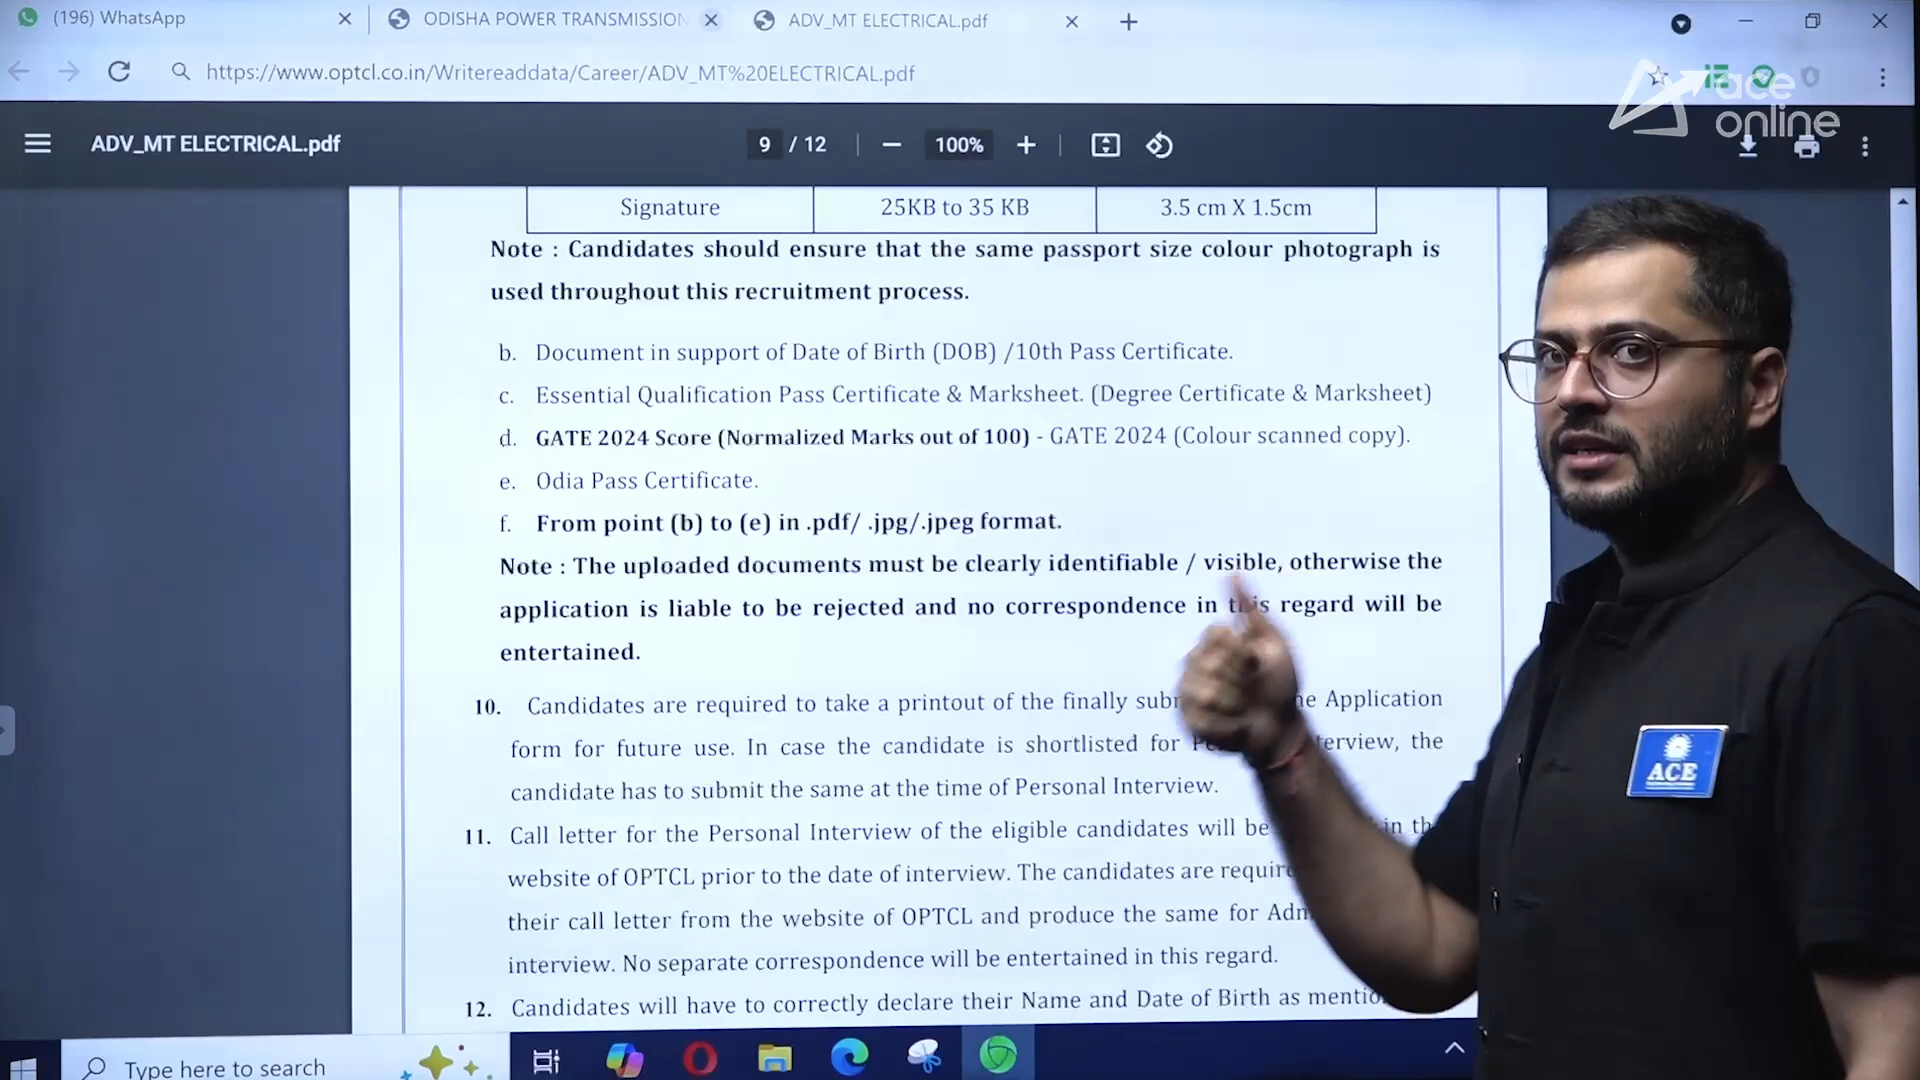 (196) WhatsApp
ODISHA POWER TRANSMISSION
ADV_MT ELECTRICAL.pdf
https://www.optcl.co.in/Writereaddata/Career/ADV_MT%20ELECTRICAL.pdf
ace
online
ADV_MT ELECTRICAL.pdf
9 / 12
100%
Signature 25KB to 35 KB 3.5 cm X 1.5cm
Note : Candidates should ensure that the same passport size colour photograph is
used throughout this recruitment process.
b. Document in support of Date of Birth (DOB) /10th Pass Certificate.
c. Essential Qualification Pass Certificate & Marksheet. (Degree Certificate & Marksheet)
d. GATE 2024 Score (Normalized Marks out of 100) - GATE 2024 (Colour scanned copy).
e. Odia Pass Certificate.
f. From point (b) to (e) in .pdf/ .jpg/.jpeg format.
Note : The uploaded documents must be clearly identifiable / visible, otherwise the
application is liable to be rejected and no correspondence in this regard will be
entertained.
10. Candidates are required to take a printout of the finally Application
form for future use. In case the candidate is shortlisted for the
candidate has to submit the same at the time of Personal Interview.
11. Call letter for the Personal Interview of the eligible candidates will be in
website of OPTCL prior to the date of interview. The candidates are
their call letter from the website of OPTCL and produce the same for
interview. No separate correspondence will be entertained in this regard.
12. Candidates will have to correctly declare their Name and Date of Birth as
Type here to search
ACE